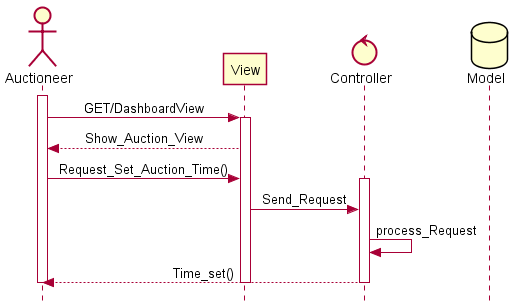 Auctioneer
View
Controller
Model
GET/DashboardView
Show_Auction_View
Request_Set_Auction_Time()
Send_Request
process_Request
Time_set()